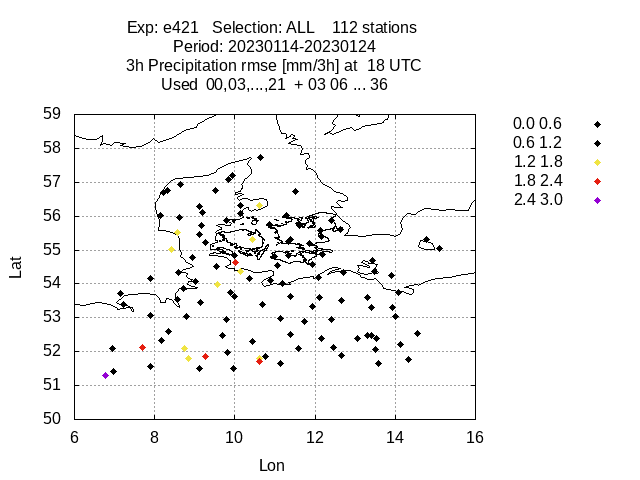 Exp: e421 Selection: ALL 112 stations
Period: 20230114-20230124
3h Precipitation rmse [mm/3h] at 18 UTC
Used 00,03,...,21 + 03 06 ... 36
0.0 0.6
0.6 1.2
1.2 1.8
1.8 2.4
2.4 3.0
59
58
57
56
55
54
53
52
51
50
Lat
6 8 10 12 14 16
Lon